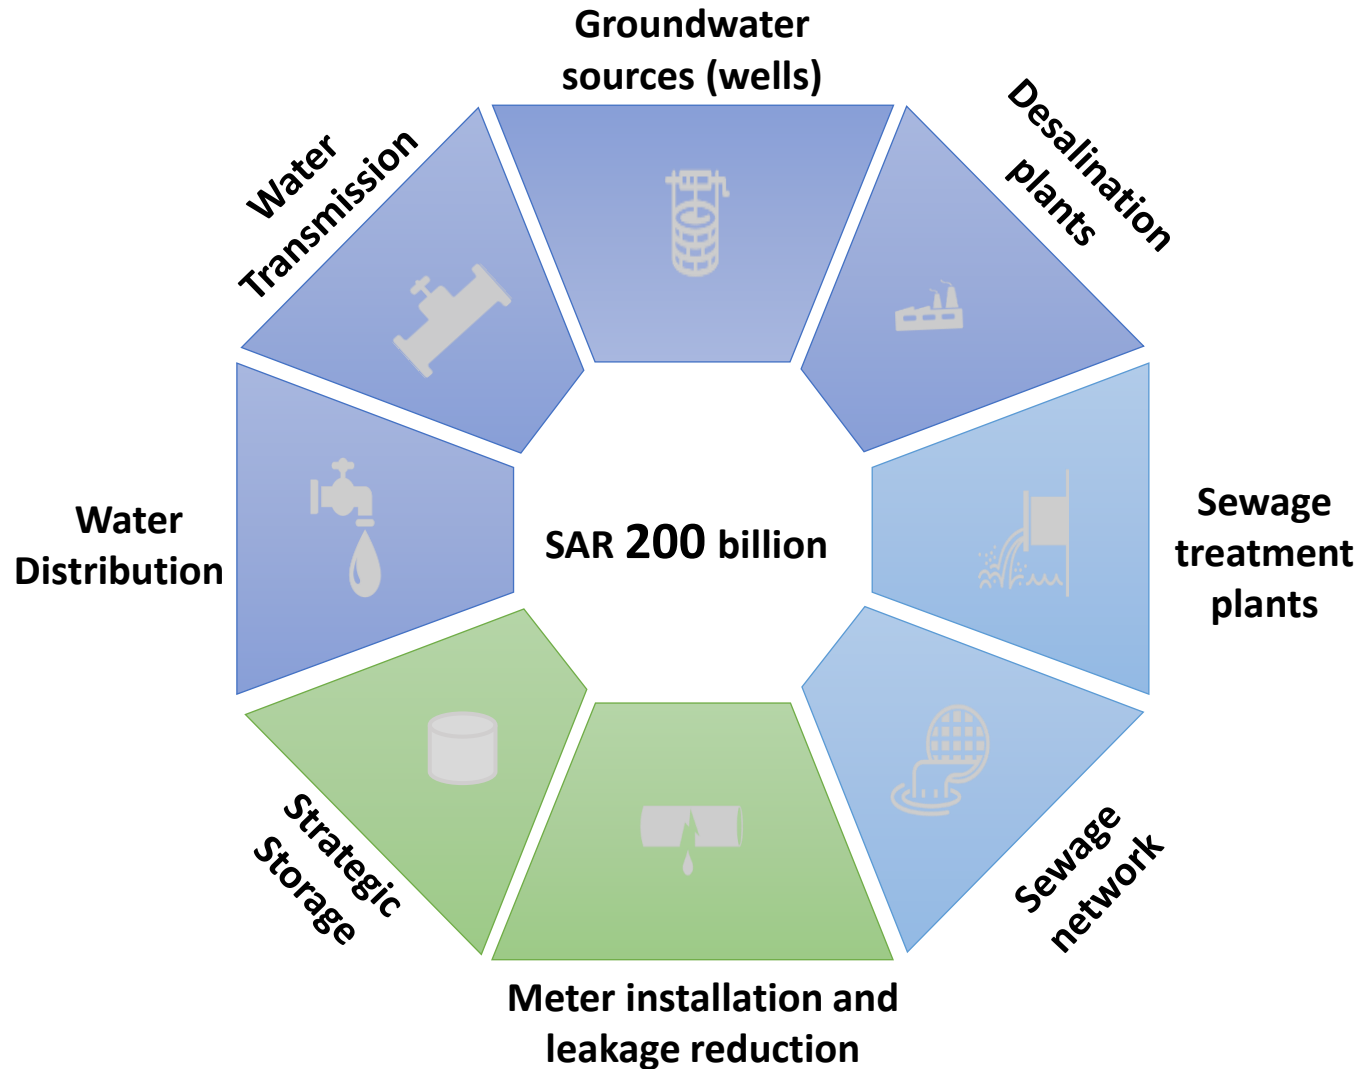 Groundwater
sources (wells)
Desalination
plants
Water
Transmission
Sewage
treatment
plants
SAR 200 billion
Water
Distribution
Strategic
Storage
Sewage
network
Meter installation and
leakage reduction